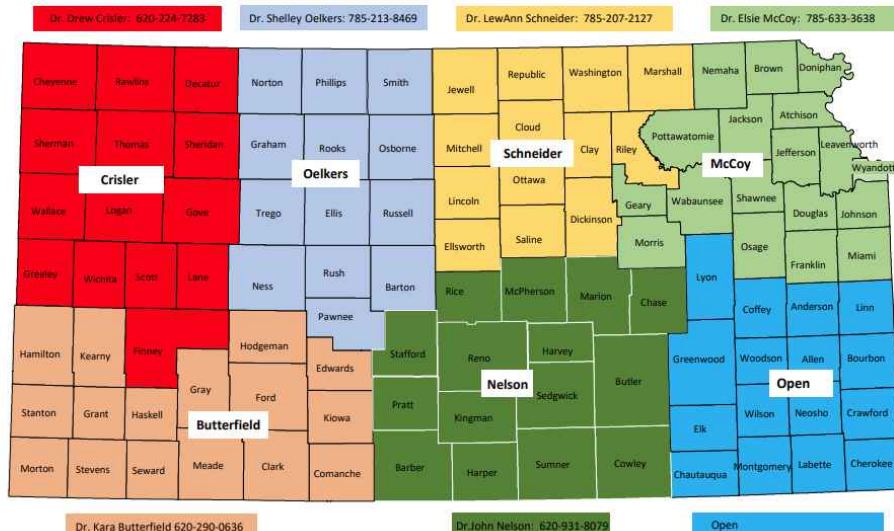 Dr. Drew Crisler: 620-224-7283
Dr. Shelley Oelkers: 785-213-8469
Dr. LewAnn Schneider: 785-207-2127
Dr. Elsie McCoy: 785-633-3638
Cheyenne
Rawlins
Decatur
Norton
Phillips
Smith
Jewell
Republic
Washington
Marshall
Nemaha
Brown
Doniphan
Sherman
Thomas
Sheridan
Graham
Rooks
Osborne
Mitchell
Cloud
Clay
Riley
Pottawatomie
Jackson
Atchison
Jefferson
Leavenworth
Wyandott
Crisler
Oelkers
Schneider
McCoy
Wallace
Logan
Gove
Trego
Ellis
Russell
Lincoln
Ottawa
Dickinson
Geary
Wabaunsee
Shawnee
Douglas
Johnson
Ellsworth
Saline
Morris
Osage
Franklin
Miami
Greeley
Wichita
Scott
Lane
Ness
Rush
Barton
Pawnee
Rice
McPherson
Marion
Chase
Lyon
Coffey
Anderson
Linn
Hamilton
Kearny
Finney
Hodgeman
Edwards
Stafford
Reno
Harvey
Butler
Greenwood
Woodson
Allen
Bourbon
Gray
Ford
Nelson
Open
Stanton
Grant
Haskell
Kiowa
Pratt
Kingman
Sedgwick
Elk
Wilson
Neosho
Crawford
Butterfield
Morton
Stevens
Seward
Meade
Clark
Comanche
Barber
Harper
Sumner
Cowley
Chautauqua
Montgomery
Labette
Cherokee
Dr. Kara Butterfield 620-290-0636
Dr.John Nelson: 620-931-8079
Open